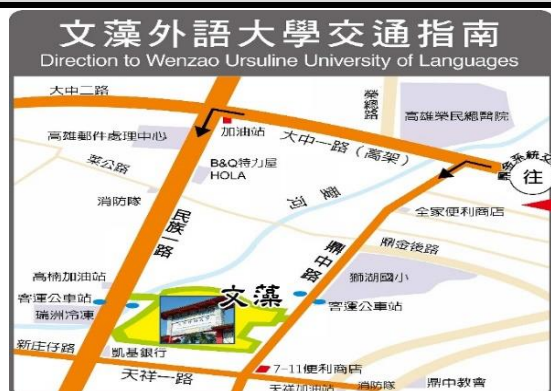 文藻外語大學交通指南
Direction to Wenzao Ursuline University of Languages
大中二路
榮總路
高雄榮民總醫院
加油站
大中一路（高架）
高雄郵件處理中心
菜公路
B&Q特力屋
HOLA
愛河
往
消防隊
民族一路
全家便利商店
鼎中路
鼎金後路
高楠加油站
獅湖國小
文藻
客運公車站
客運公車站
瑞洲冷凍
新庄仔路
凱基銀行
天祥一路
7-11便利商店
天祥加油站
消防隊
鼎中教會